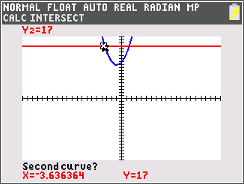 NORMAL FLOAT AUTO REAL RADIAN MP
CALC INTERSECT
Y2=17
Second curve?
X=-3.636364 Y=17